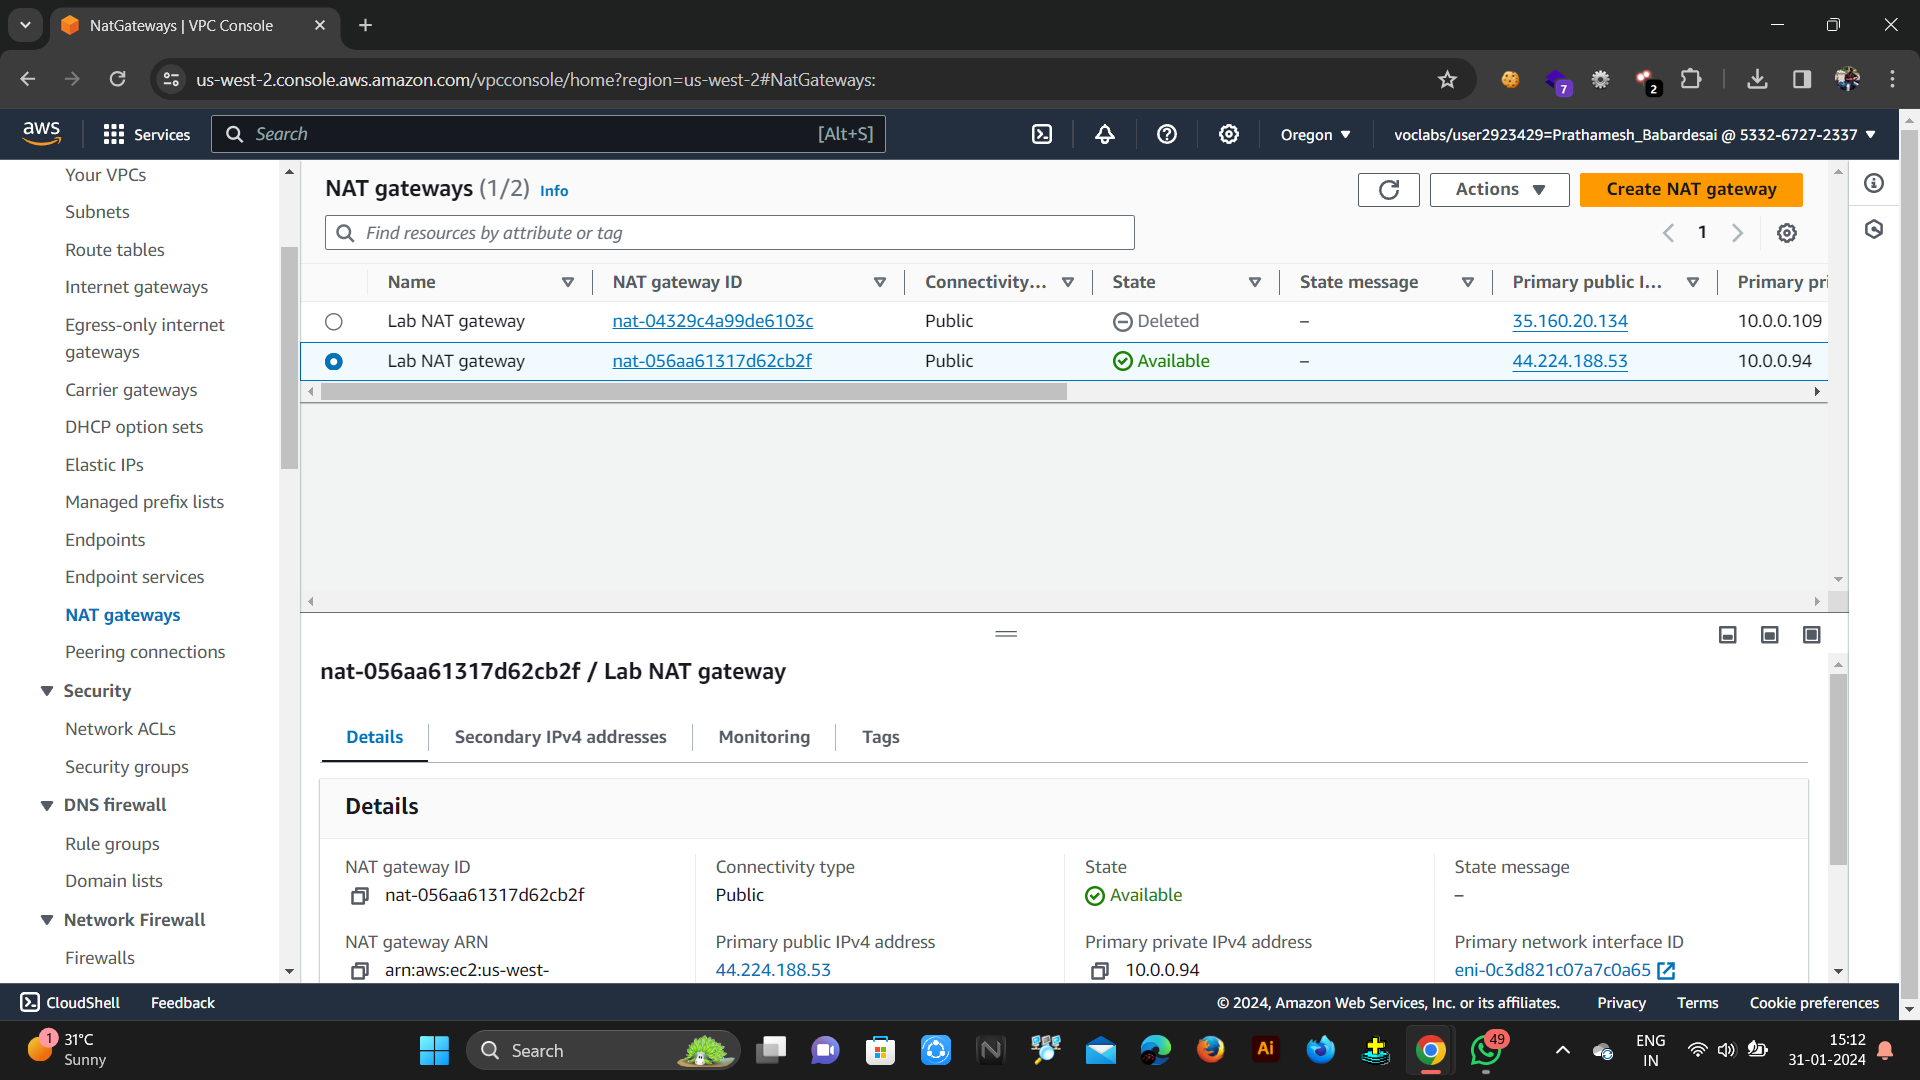 NatGateways | VPC Console
us-west-2.console.aws.amazon.com/vpcconsole/home?region=us-west-2#NatGateways:
7
2
aws
Services
Search
[Alt+S]
Oregon
voclabs/user2923429=Prathamesh_Babardesai @ 5332-6727-2337
Your VPCs
Subnets
Route tables
Internet gateways
Egress-only internet
gateways
Carrier gateways
DHCP option sets
Elastic IPs
Managed prefix lists
Endpoints
Endpoint services
NAT gateways
Peering connections
Security
Network ACLs
Security groups
DNS firewall
Rule groups
Domain lists
Network Firewall
Firewalls
NAT gateways (1/2) Info
Actions
Create NAT gateway
Find resources by attribute or tag
1
Name NAT gateway ID Connectivity... State State message Primary public I... Primary pri
Lab NAT gateway nat-04329c4a99de6103c Public Deleted – 35.160.20.134 10.0.0.109
Lab NAT gateway nat-056aa61317d62cb2f Public Available – 44.224.188.53 10.0.0.94
nat-056aa61317d62cb2f / Lab NAT gateway
Details Secondary IPv4 addresses Monitoring Tags
Details
NAT gateway ID Connectivity type State State message
nat-056aa61317d62cb2f Public Available –
NAT gateway ARN Primary public IPv4 address Primary private IPv4 address Primary network interface ID
arn:aws:ec2:us-west- 44.224.188.53 10.0.0.94 eni-0c3d821c07a7c0a65
CloudShell Feedback © 2024, Amazon Web Services, Inc. or its affiliates. Privacy Terms Cookie preferences
1
31°C
Sunny
Search
Ai
49
ENG
IN
15:12
31-01-2024